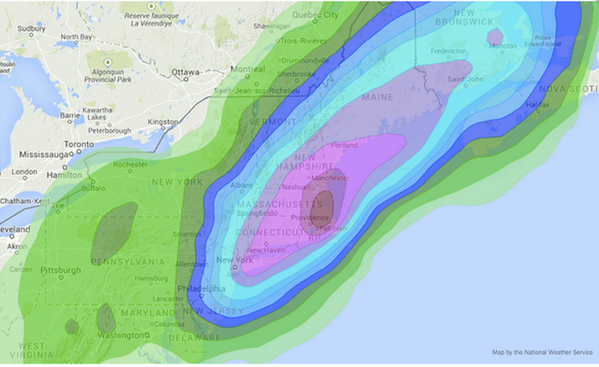 Quebec City
NEW
BRUNSWICK
Réserve faunique
La Vérendrye
Shawinigan
Sudbury
North Bay
Trois-Rivières
Moncton
Prince
Edward Island
Fredericton
Algonquin
Provincial Park
Ottawa
Montreal
Drummondville
Sherbrooke
Saint John
Saint-Jean-sur-Richelieu
MAINE
NOVA SCOTI
Halifax
Barrie
Kawartha
Lakes
Peterborough
Kingston
VERMONT
Toronto
Mississauga
Hamilton
Portland
NEW
HAMPSHIRE
London
Rochester
Buffalo
Manchester
Nashua
NEW YORK
Albany
Chatham-Kent
MASSACHUSETTS
Springfield
Providence
Fall River
eveland
Scranton
CONNECTICUT RI
New Haven
Akron
Canton
PENNSYLVANIA
Allentown
New York
Pittsburgh
Harrisburg
Philadelphia
Lancaster
MARYLAND
NEW JERSEY
Columbia
Washington
DELAWARE
WEST
VIRGINIA
Map by the National Weather Service